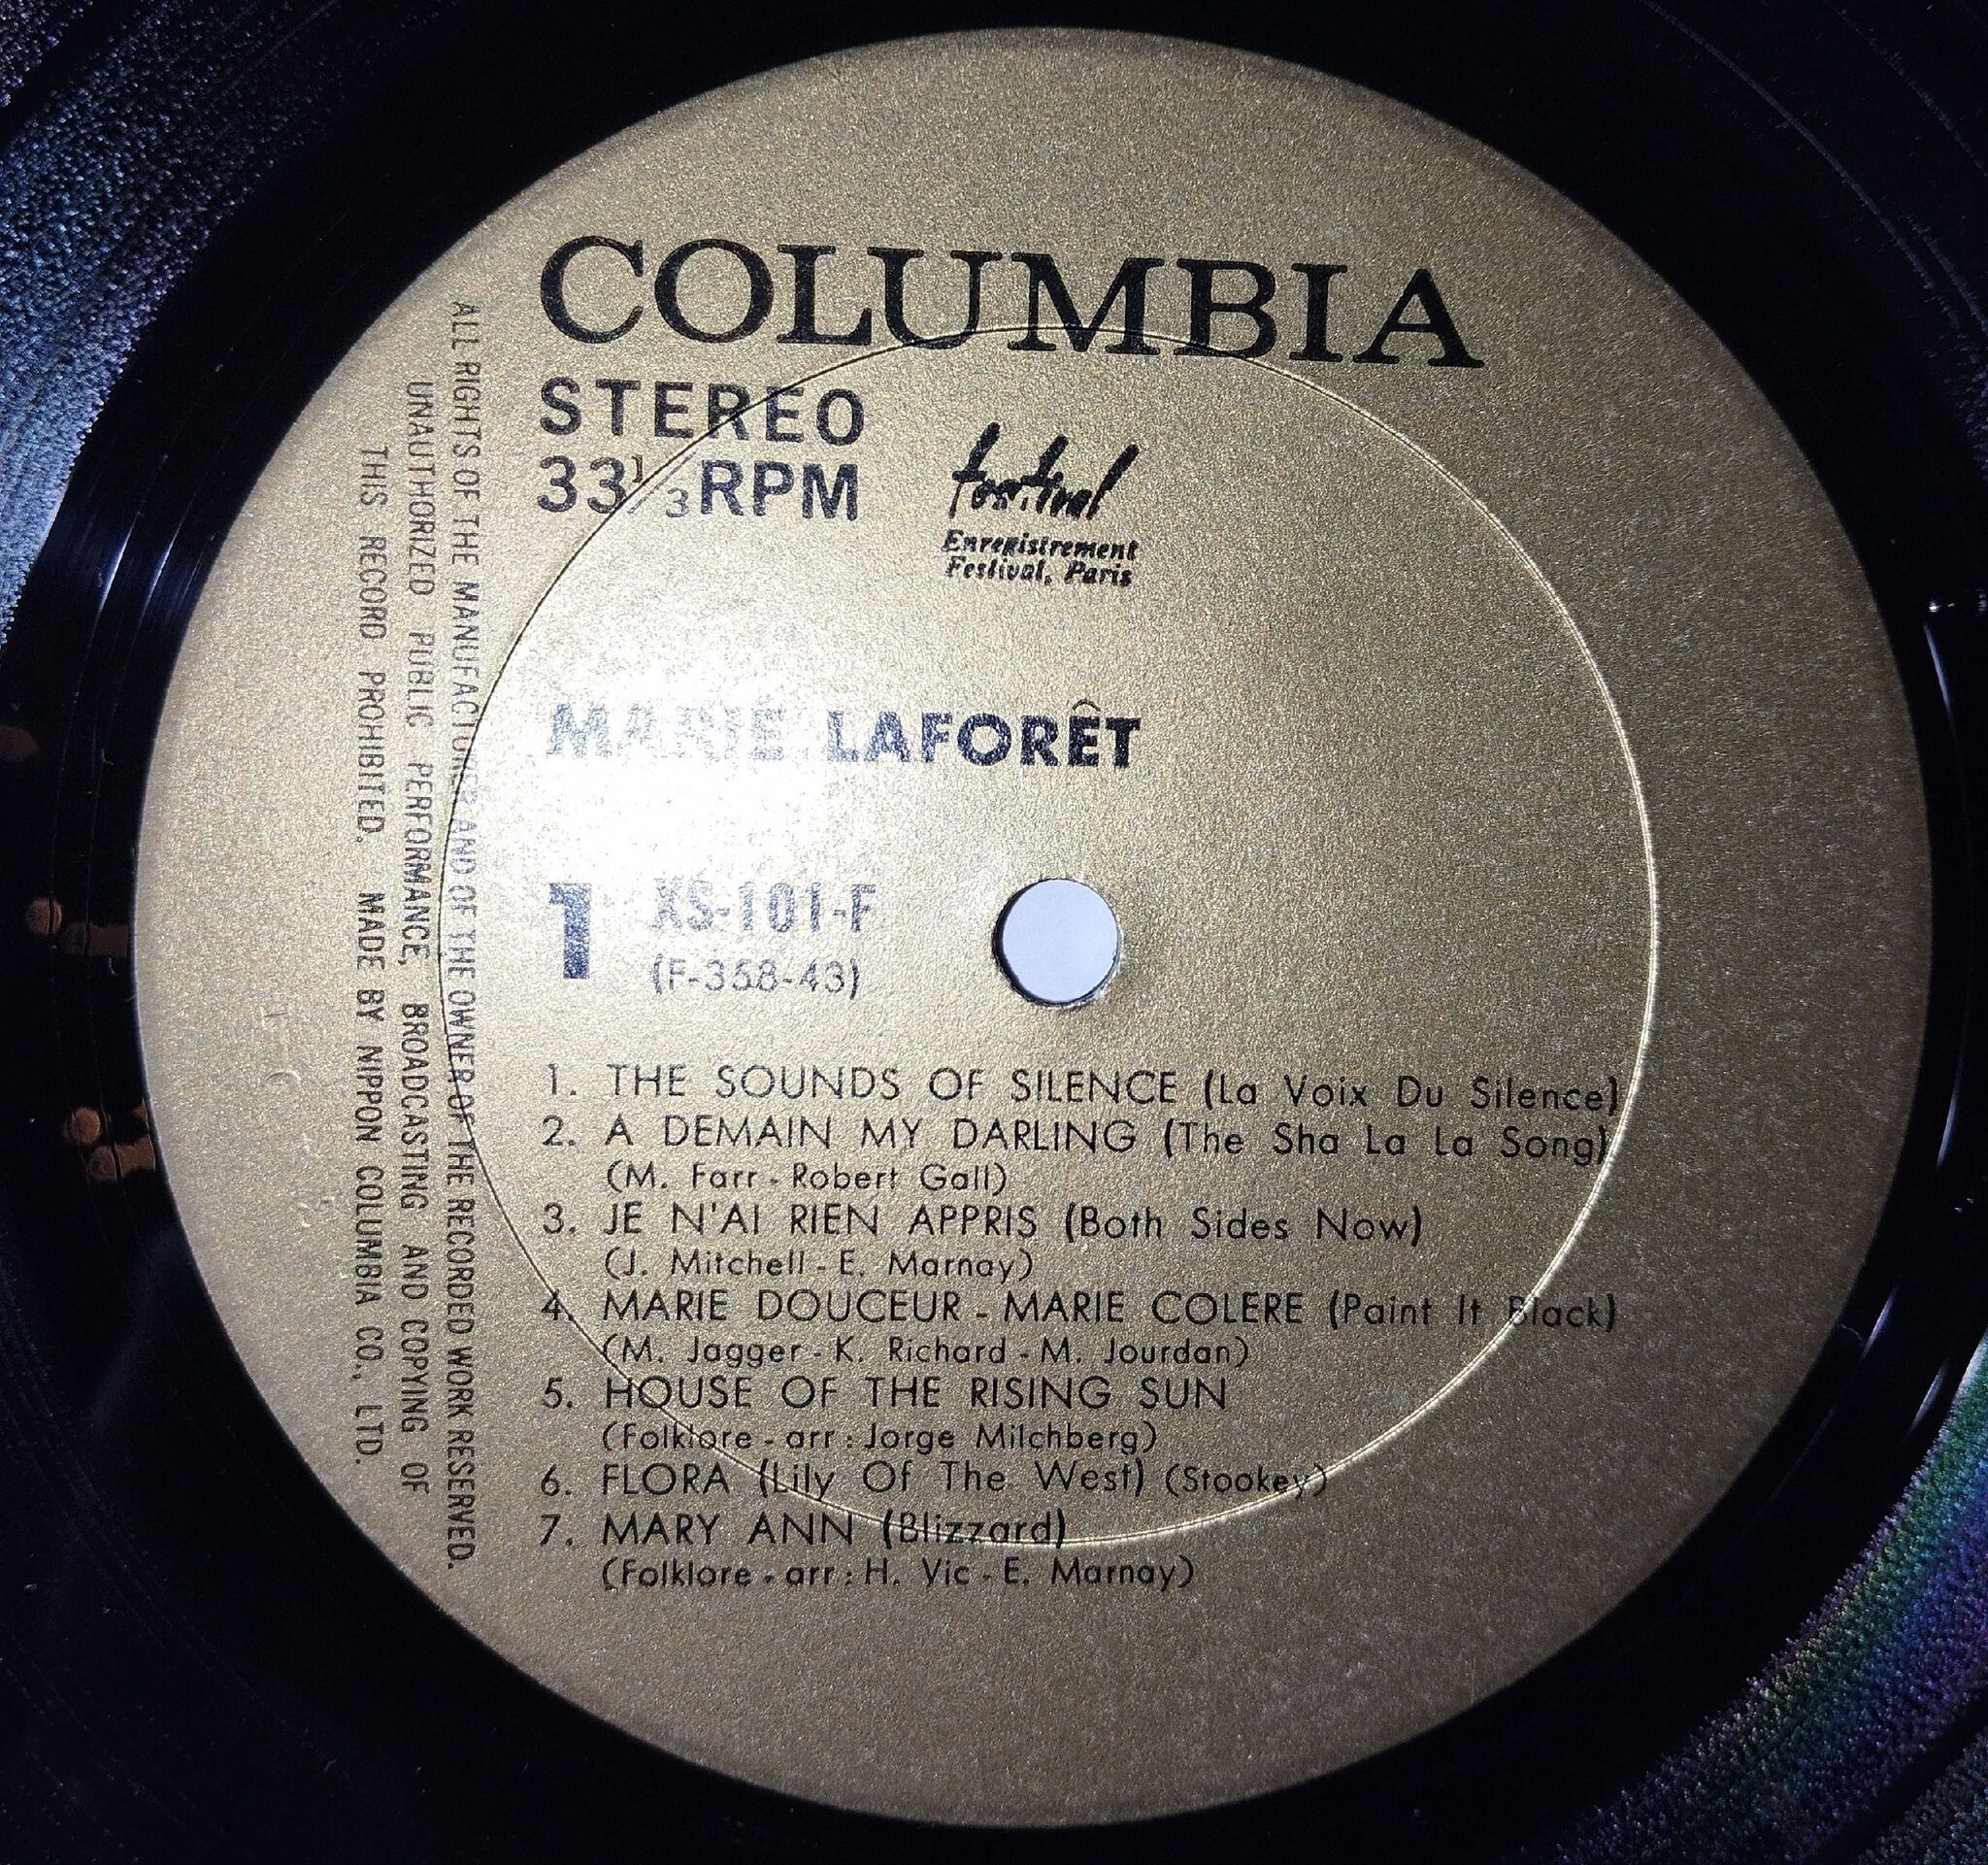 COLUMBIA
STEREO
33 1/3 RPM
festival
Enregistrement
Festival, Paris
MARIE LAFORÊT
1 XS-101-F
(F-358-43)
1. THE SOUNDS OF SILENCE (La Voix Du Silence)
2. A DEMAIN MY DARLING (The Sha La La Song)
(M. Farr - Robert Gall)
3. JE N'AI RIEN APPRIS (Both Sides Now)
(J. Mitchell - E. Marnay)
4. MARIE DOUCEUR - MARIE COLERE (Paint It Black)
(M. Jagger - K. Richard - M. Jourdan)
5. HOUSE OF THE RISING SUN
(Folklore - arr : Jorge Milchberg)
6. FLORA (Lily Of The West) (Stookey)
7. MARY ANN (Blizzard)
(Folklore - arr : H. Vic - E. Marnay)
ALL RIGHTS OF THE MANUFACTURER AND OF THE OWNER OF THE RECORDED WORK RESERVED.
UNAUTHORIZED PUBLIC PERFORMANCE, BROADCASTING AND COPYING OF
THIS RECORD PROHIBITED. MADE BY NIPPON COLUMBIA CO., LTD.